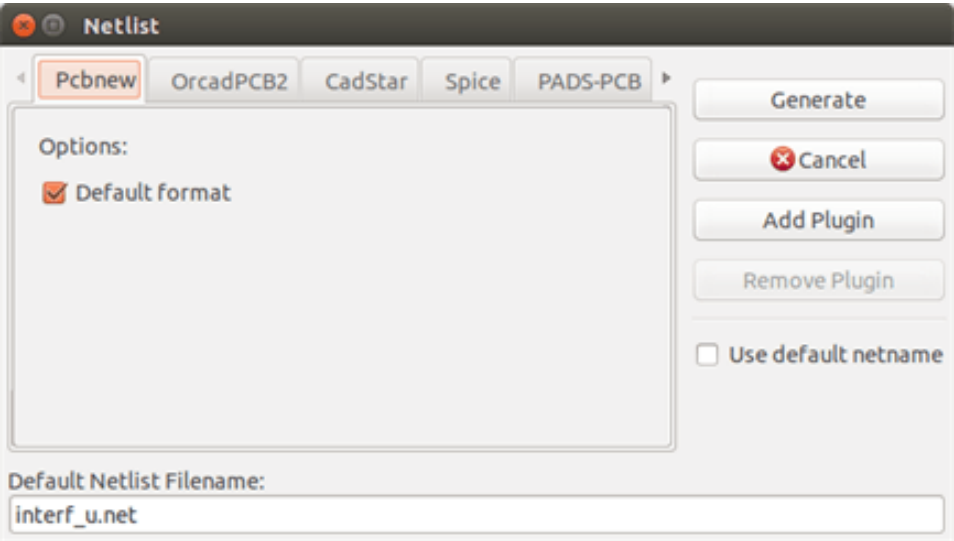 Netlist
Pcbnew OrcadPCB2 CadStar Spice PADS-PCB
Generate
Options:
Cancel
Default format
Add Plugin
Remove Plugin
Use default netname
Default Netlist Filename:
interf_u.net